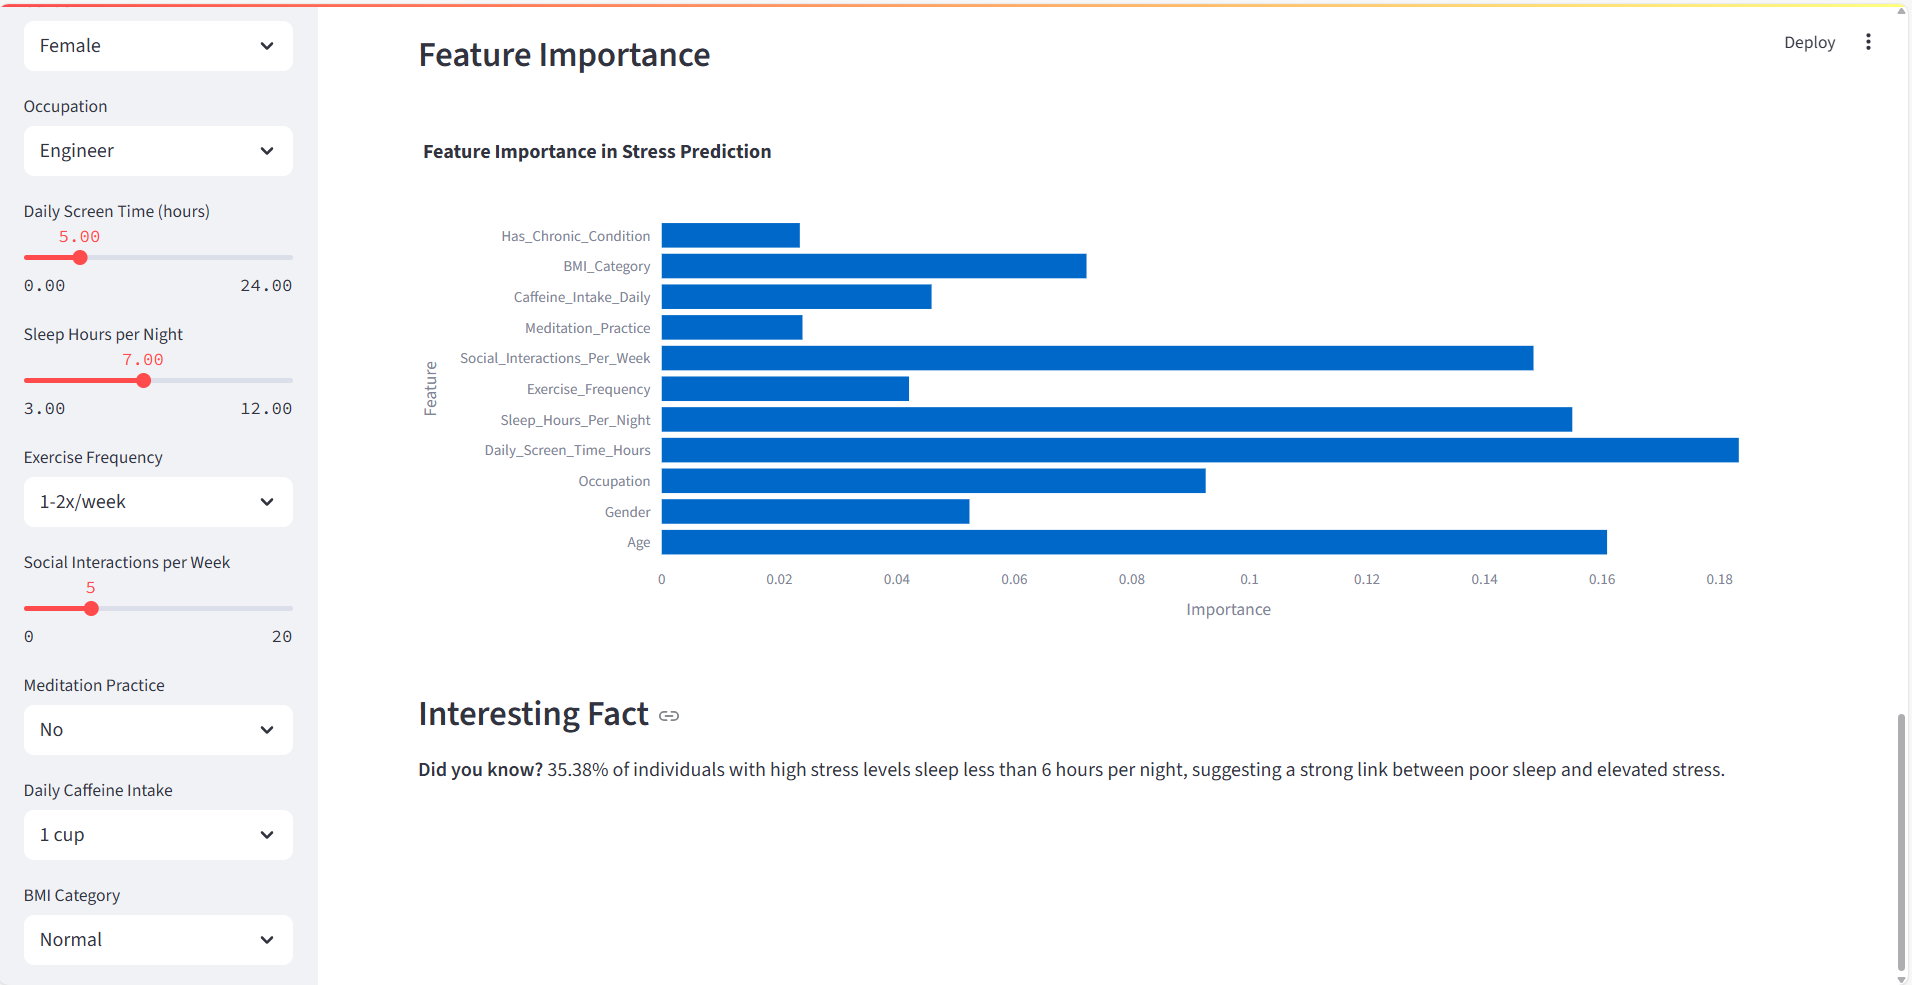 Female
Occupation
Engineer
Daily Screen Time (hours)
5.00
0.00 24.00
Sleep Hours per Night
7.00
3.00 12.00
Exercise Frequency
1-2x/week
Social Interactions per Week
5
0 20
Meditation Practice
No
Daily Caffeine Intake
1 cup
BMI Category
Normal
Deploy
Feature Importance
Feature Importance in Stress Prediction
Feature
Has_Chronic_Condition
BMI_Category
Caffeine_Intake_Daily
Meditation_Practice
Social_Interactions_Per_Week
Exercise_Frequency
Sleep_Hours_Per_Night
Daily_Screen_Time_Hours
Occupation
Gender
Age
0 0.02 0.04 0.06 0.08 0.1 0.12 0.14 0.16 0.18
Importance
Interesting Fact
Did you know? 35.38% of individuals with high stress levels sleep less than 6 hours per night, suggesting a strong link between poor sleep and elevated stress.